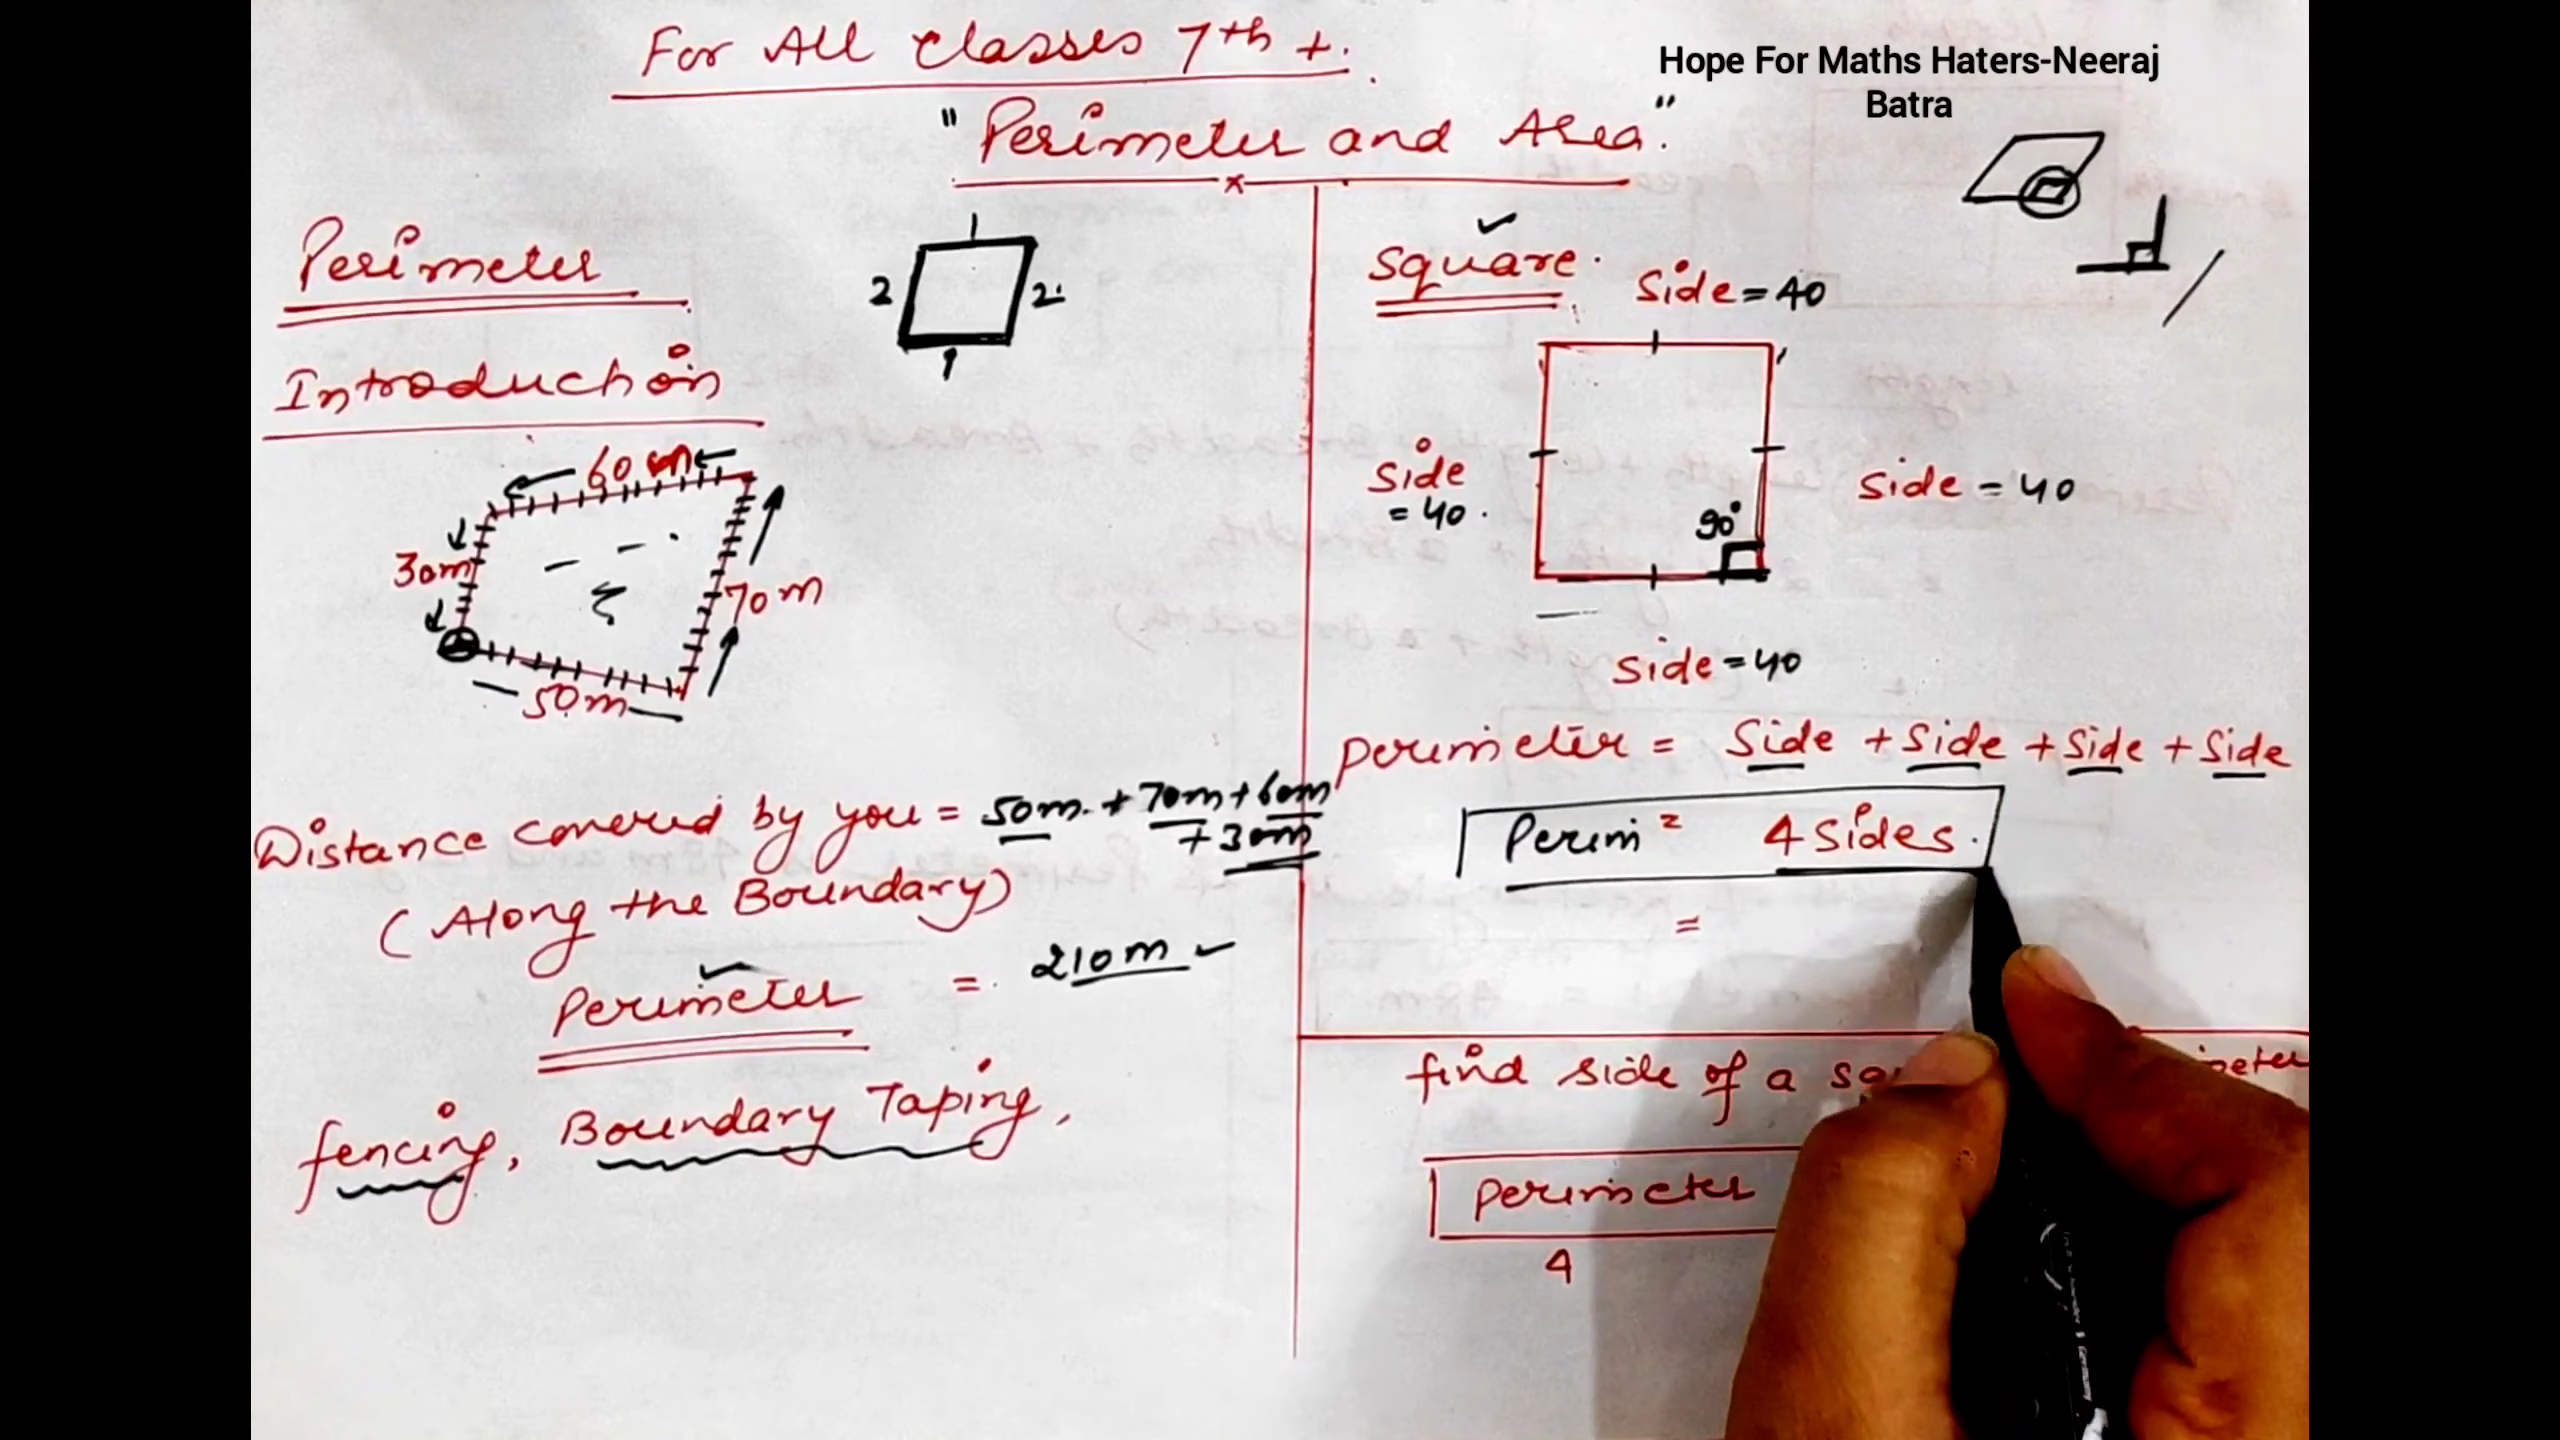 For All Classes 7th +.
Hope For Maths Haters-Neeraj
Batra
"Perimeter and Area."
Perimeter
Introduction
1
2
2
1
60 m
30m
70m
50m
Distance covered by you = 50m + 70m + 60m
+ 30m
(Along the Boundary)
Perimeter = 210m
fencing, Boundary Taping,
Square.
Side = 40
Side
= 40
Side = 40
90°
Side = 40
Perimeter = Side + Side + Side + Side
Perim = 4 Sides.
=
find side of a
Perimeter
4